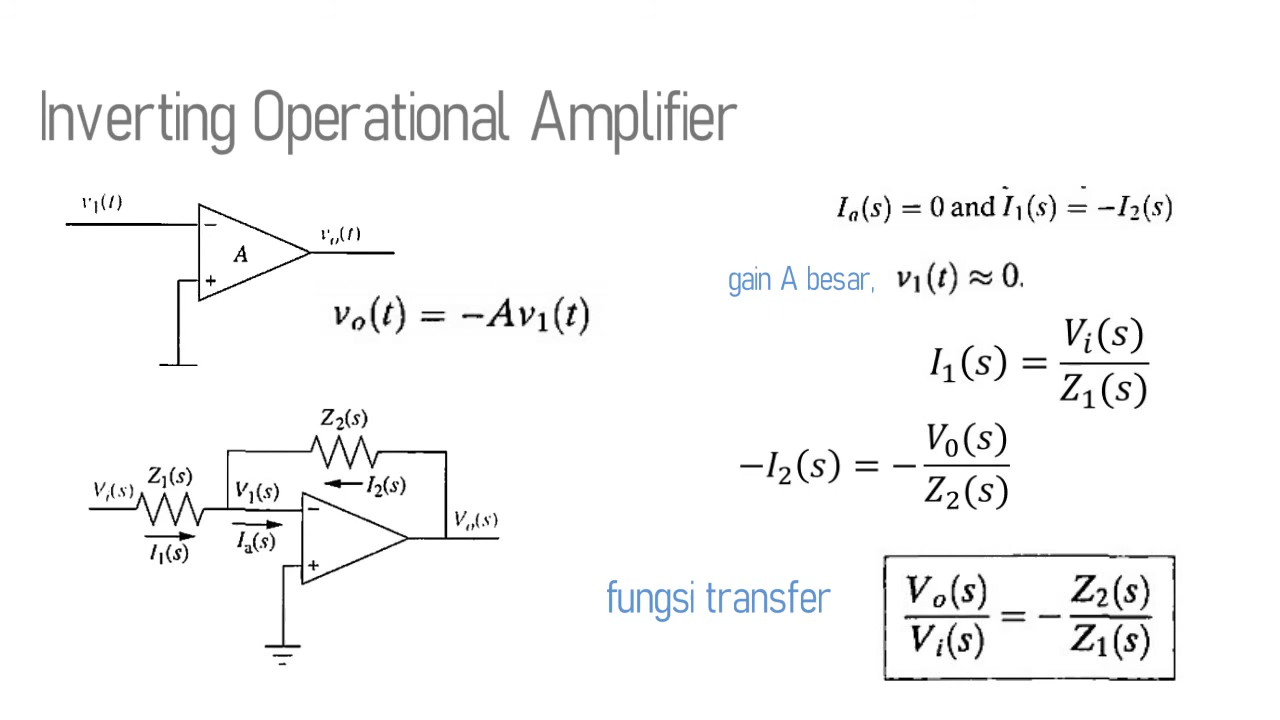 Inverting Operational Amplifier
v₁(t)
−
A
+
vₒ(t)
vₒ(t) = −Av₁(t)
Z₂(s)
I₂(s)
Z₁(s)
Vᵢ(s)
V₁(s)
−
Vₒ(s)
I₁(s)
Iₐ(s)
+
Iₐ(s) = 0 and I₁(s) = −I₂(s)
gain A besar, v₁(t) ≈ 0.
I₁(s) = Vᵢ(s) / Z₁(s)
−I₂(s) = − V₀(s) / Z₂(s)
fungsi transfer
Vₒ(s) / Vᵢ(s) = − Z₂(s) / Z₁(s)